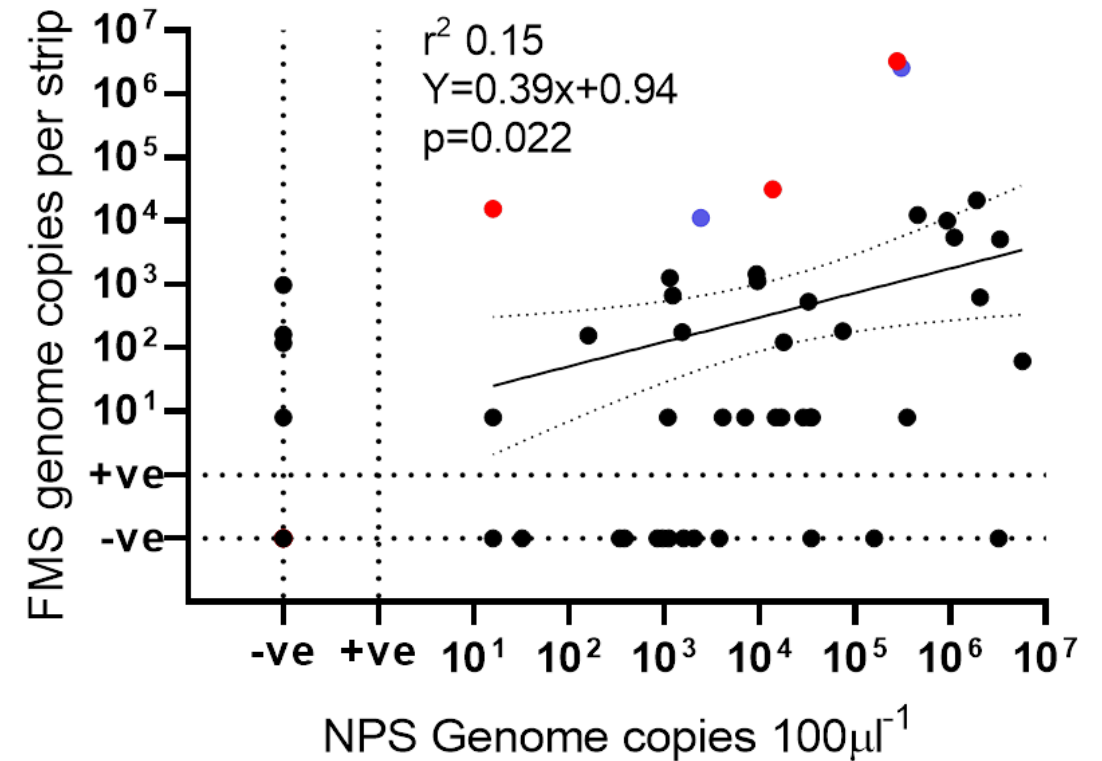 FMS genome copies per strip
10⁷
10⁶
10⁵
10⁴
10³
10²
10¹
+ve
-ve
r² 0.15
Y=0.39x+0.94
p=0.022
-ve +ve 10¹ 10² 10³ 10⁴ 10⁵ 10⁶ 10⁷
NPS Genome copies 100μl⁻¹